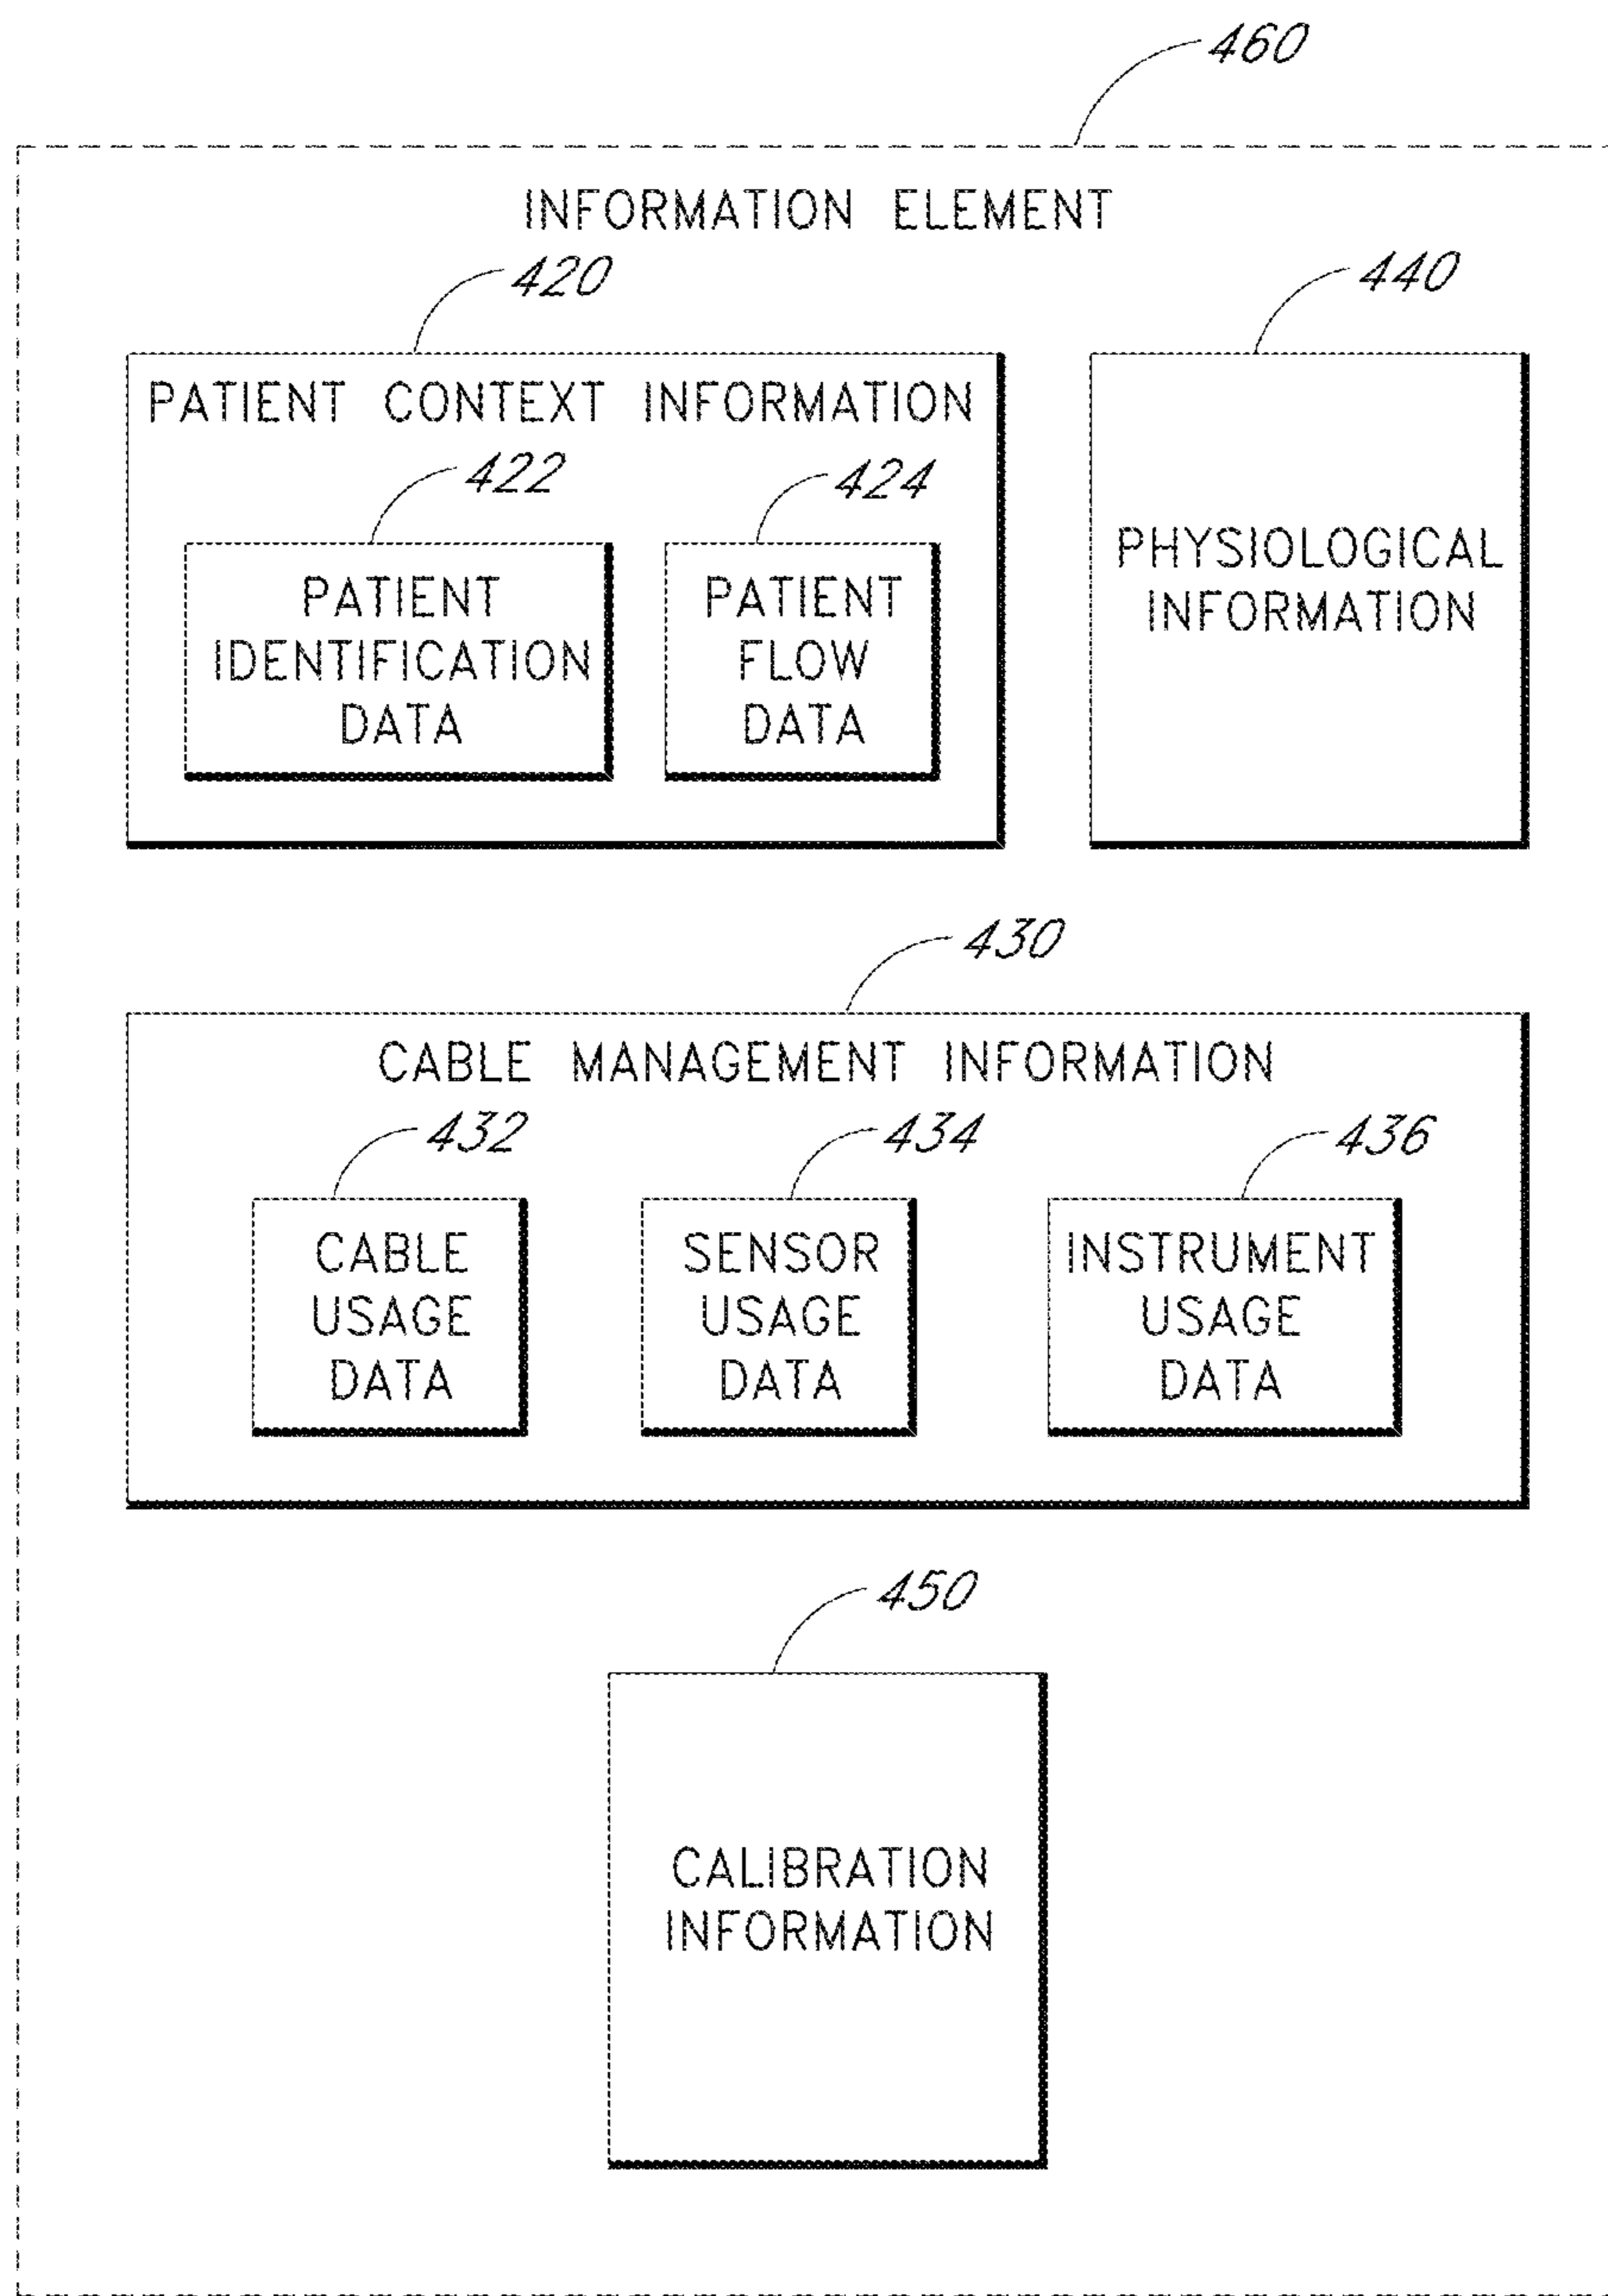 460
INFORMATION ELEMENT
420
PATIENT CONTEXT INFORMATION
422
PATIENT
IDENTIFICATION
DATA
424
PATIENT
FLOW
DATA
440
PHYSIOLOGICAL
INFORMATION
430
CABLE MANAGEMENT INFORMATION
432
CABLE
USAGE
DATA
434
SENSOR
USAGE
DATA
436
INSTRUMENT
USAGE
DATA
450
CALIBRATION
INFORMATION